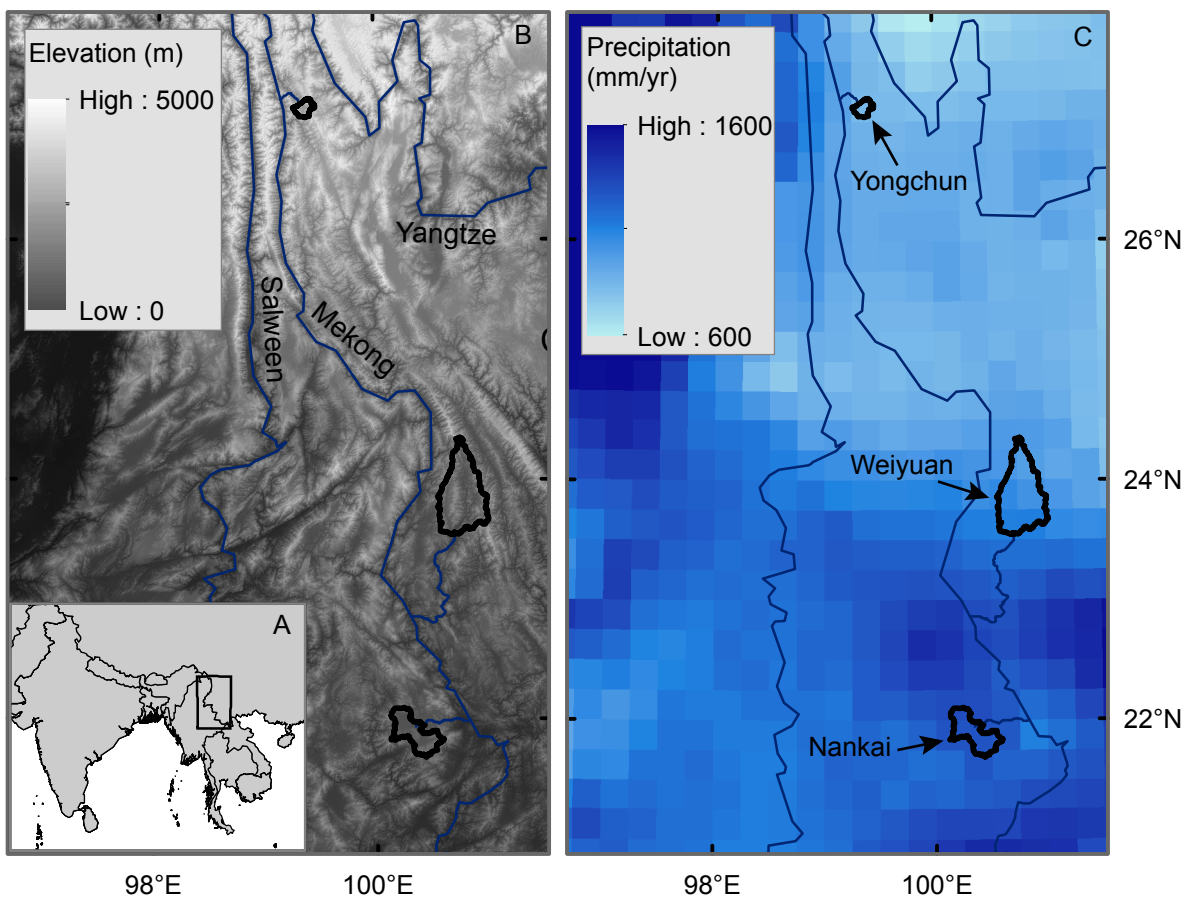 B
Elevation (m)
High : 5000
Low : 0
Yangtze
Salween
Mekong
A
C
Precipitation
(mm/yr)
High : 1600
Low : 600
Yongchun
Weiyuan
Nankai
26°N
24°N
22°N
98°E
100°E
98°E
100°E